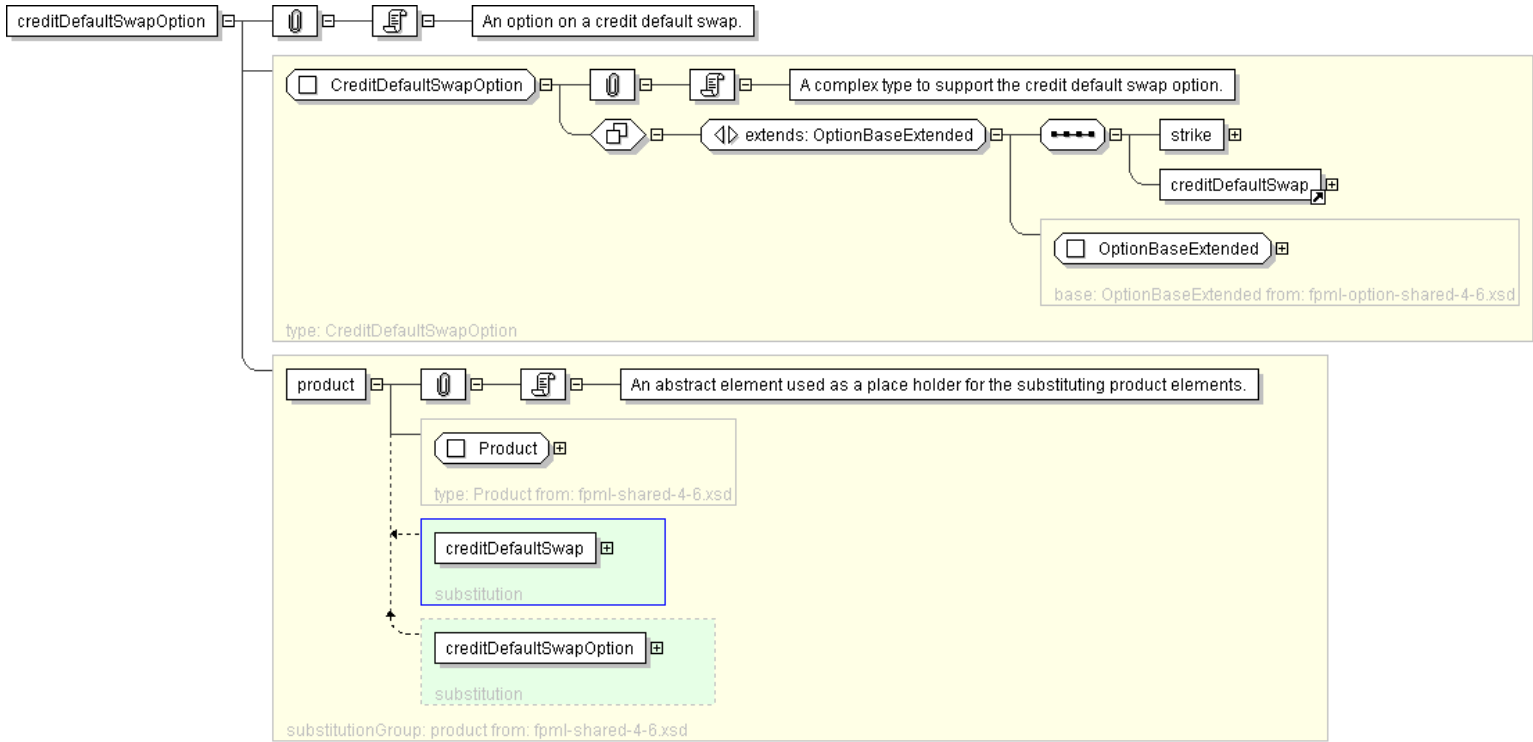 creditDefaultSwapOption An option on a credit default swap.
CreditDefaultSwapOption A complex type to support the credit default swap option.
extends: OptionBaseExtended strike
creditDefaultSwap
OptionBaseExtended
base: OptionBaseExtended from: fpml-option-shared-4-6.xsd
type: CreditDefaultSwapOption
product An abstract element used as a place holder for the substituting product elements.
Product
type: Product from: fpml-shared-4-6.xsd
creditDefaultSwap
substitution
creditDefaultSwapOption
substitution
substitutionGroup: product from: fpml-shared-4-6.xsd